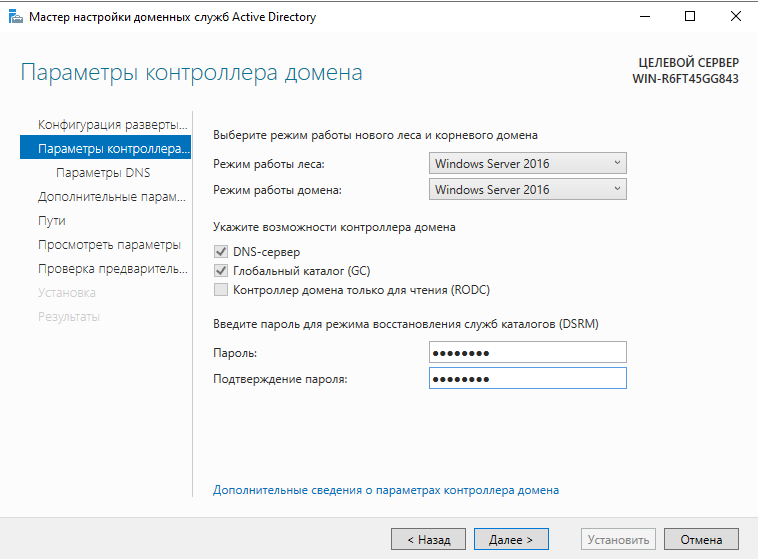 Мастер настройки доменных служб Active Directory
Параметры контроллера домена
ЦЕЛЕВОЙ СЕРВЕР
WIN-R6FT45GG843
Конфигурация разверты...
Параметры контроллера...
Параметры DNS
Дополнительные парам...
Пути
Просмотреть параметры
Проверка предваритель...
Установка
Результаты
Выберите режим работы нового леса и корневого домена
Режим работы леса:
Windows Server 2016
Режим работы домена:
Windows Server 2016
Укажите возможности контроллера домена
DNS-сервер
Глобальный каталог (GC)
Контроллер домена только для чтения (RODC)
Введите пароль для режима восстановления служб каталогов (DSRM)
Пароль:
●●●●●●●●
Подтверждение пароля:
●●●●●●●●
Дополнительные сведения о параметрах контроллера домена
< Назад
Далее >
Установить
Отмена